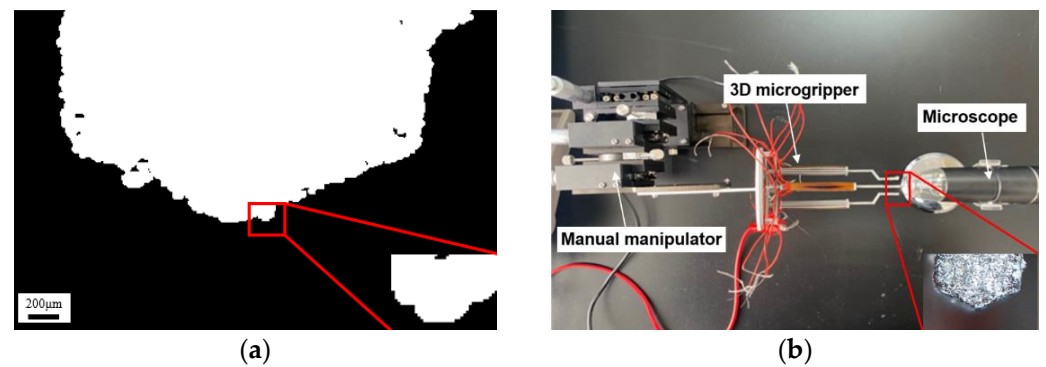 200μm
3D microgripper
Microscope
Manual manipulator
(a)
(b)